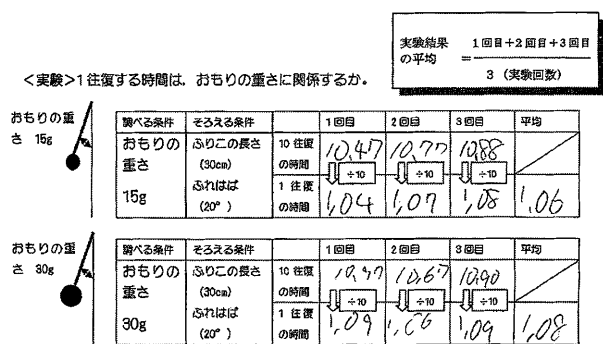 実験結果の平均 = 1回目+2回目+3回目 / 3（実験回数）
＜実験＞1往復する時間は、おもりの重さに関係するか。
おもりの重さ 15g
調べる条件 そろえる条件 1回目 2回目 3回目 平均
おもりの重さ ふりこの長さ 10往復の時間 10.47 10.77 10.88
(30cm) ÷10 ÷10 ÷10
15g ふれはば(20°) 1往復の時間 1.04 1.07 1.08 1.06
おもりの重さ 30g
調べる条件 そろえる条件 1回目 2回目 3回目 平均
おもりの重さ ふりこの長さ 10往復の時間 10.67 10.90
(30cm) ÷10 ÷10 ÷10
30g ふれはば(20°) 1往復の時間 1.09 1.09 1.08